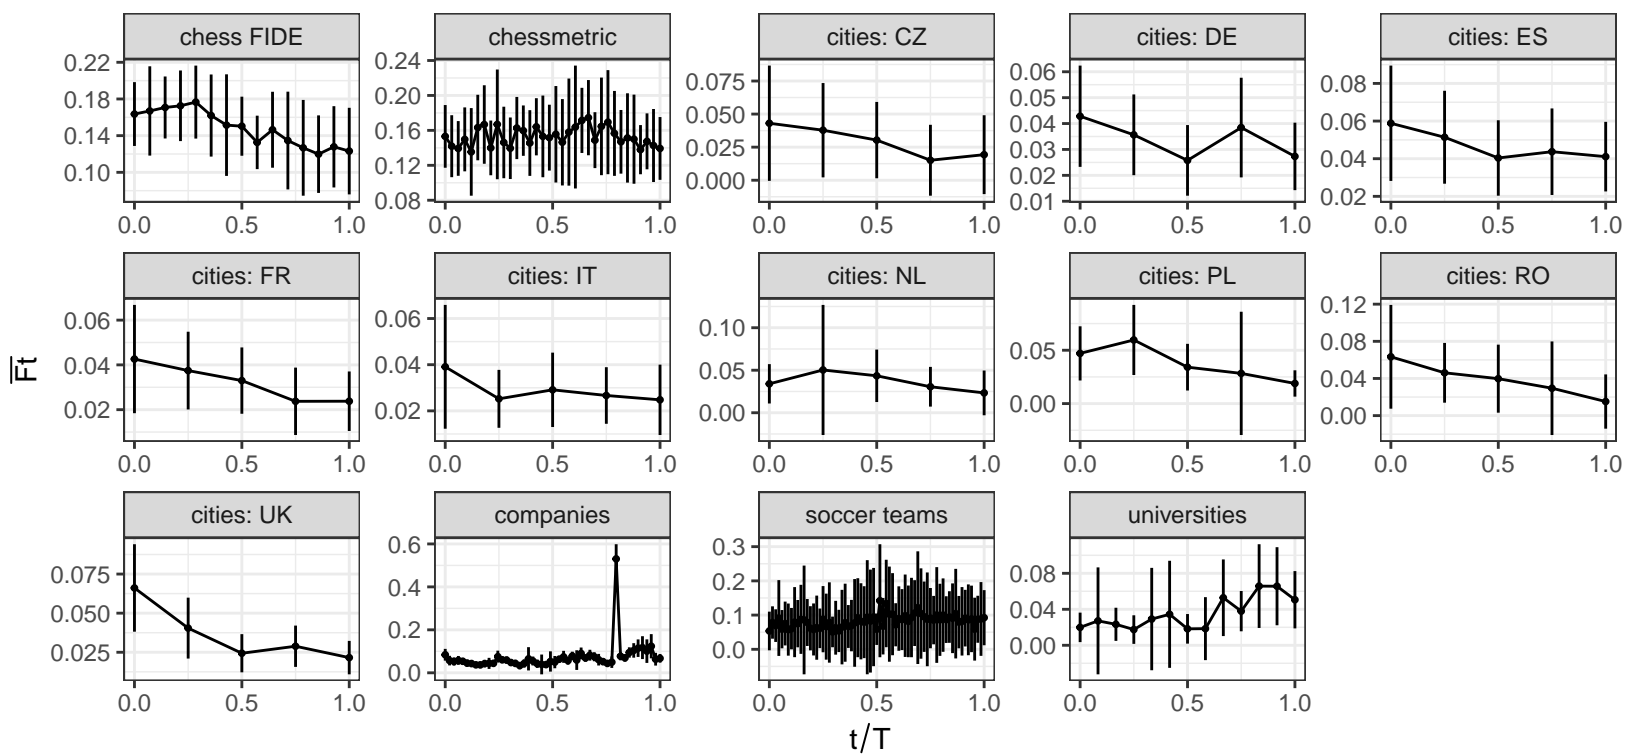 chess FIDE chessmetric cities: CZ cities: DE cities: ES
0.22 0.18 0.14 0.10
0.24 0.20 0.16 0.12 0.08
0.075 0.050 0.025 0.000
0.06 0.05 0.04 0.03 0.02 0.01
0.08 0.06 0.04 0.02
0.0 0.5 1.0 0.0 0.5 1.0 0.0 0.5 1.0 0.0 0.5 1.0 0.0 0.5 1.0
cities: FR cities: IT cities: NL cities: PL cities: RO
0.06 0.04 0.02
0.06 0.04 0.02
0.10 0.05 0.00
0.05 0.00
0.12 0.08 0.04 0.00
0.0 0.5 1.0 0.0 0.5 1.0 0.0 0.5 1.0 0.0 0.5 1.0 0.0 0.5 1.0
F̅t̅
cities: UK companies soccer teams universities
0.075 0.050 0.025
0.6 0.4 0.2 0.0
0.3 0.2 0.1 0.0
0.08 0.04 0.00
0.0 0.5 1.0 0.0 0.5 1.0 0.0 0.5 1.0 0.0 0.5 1.0
t/T